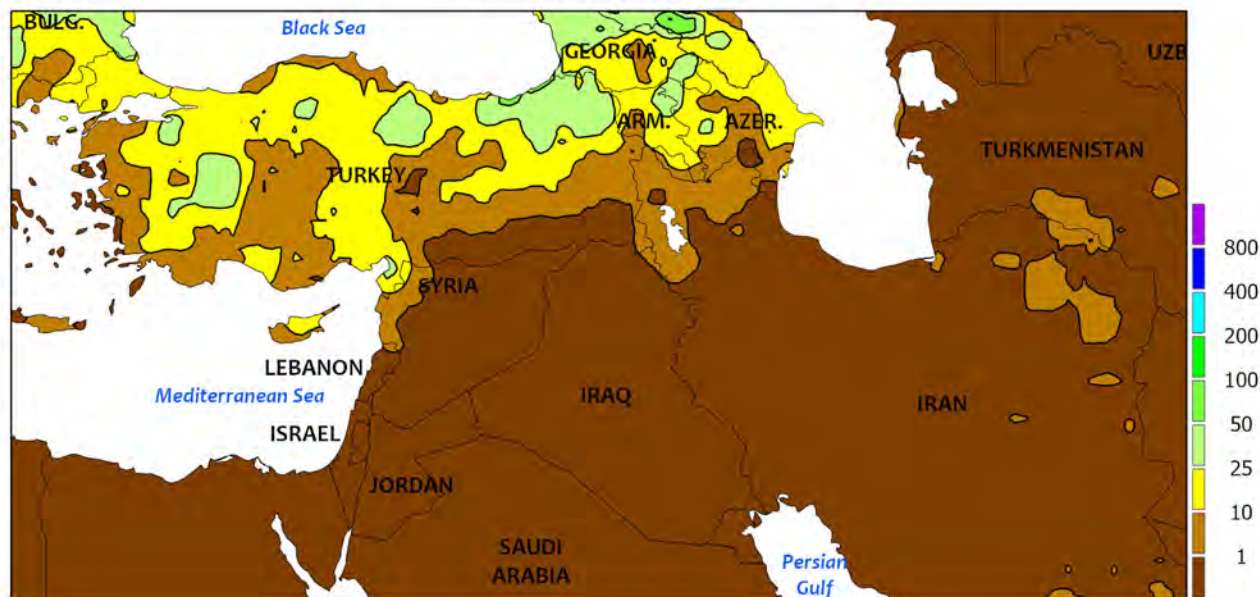 BULG.
Black Sea
GEORGIA
UZB
ARM.
AZER.
TURKMENISTAN
TURKEY
SYRIA
LEBANON
Mediterranean Sea
IRAQ
IRAN
ISRAEL
JORDAN
SAUDI
ARABIA
Persian
Gulf
800
400
200
100
50
25
10
1